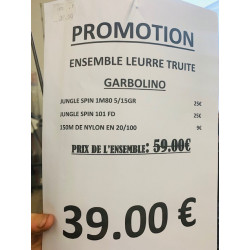 PROMOTION
ENSEMBLE LEURRE TRUITE
GARBOLINO
JUNGLE SPIN 1M80 5/15GR 25€
JUNGLE SPIN 101 FD 25€
150M DE NYLON EN 20/100 9€
PRIX DE L'ENSEMBLE: 59.00€
39.00 €